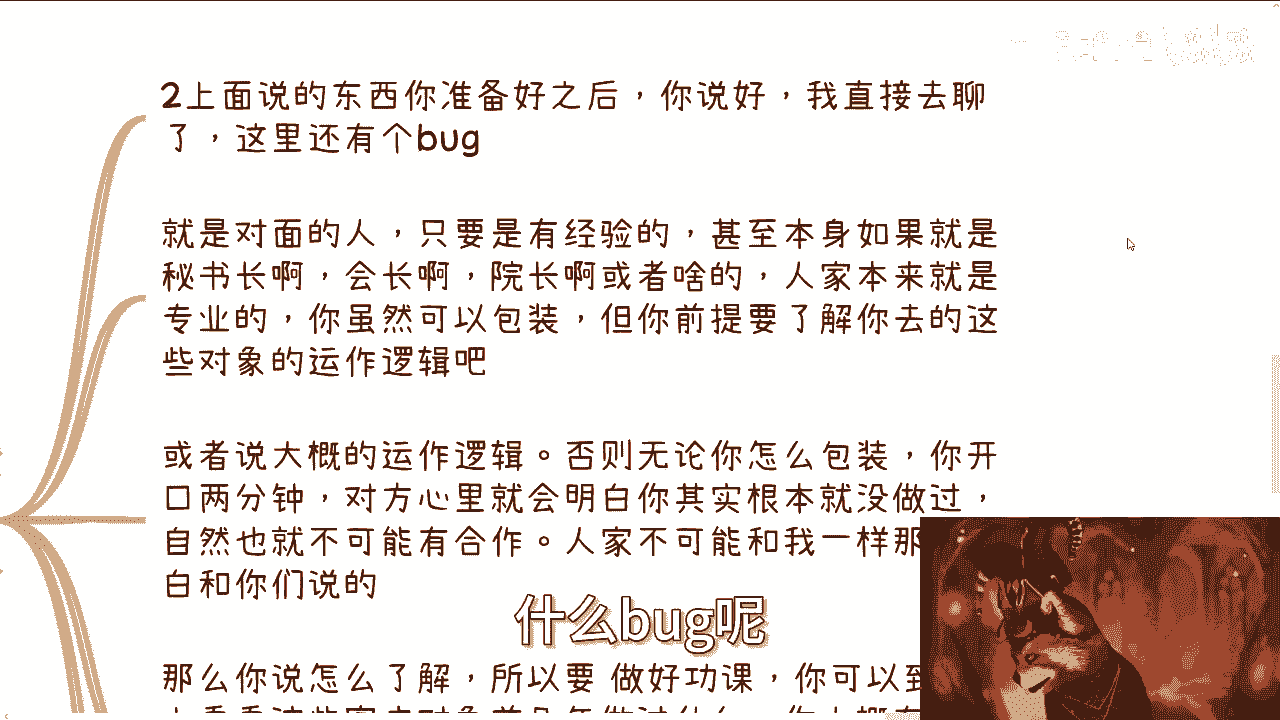 2上面说的东西你准备好之后，你说好，我直接去聊
了，这里还有个bug
就是对面的人，只要是有经验的，甚至本身如果就是
秘书长啊，会长啊，院长啊或者啥的，人家本来就是
专业的，你虽然可以包装，但你前提要了解你去的这
些对象的运作逻辑吧
或者说大概的运作逻辑。否则无论你怎么包装，你开
口两分钟，对方心里就会明白你其实根本就没做过，
自然也就不可能有合作。人家不可能和我一样那
白和你们说的
什么bug呢
那么你说怎么了解，所以要 做好功课，你可以到